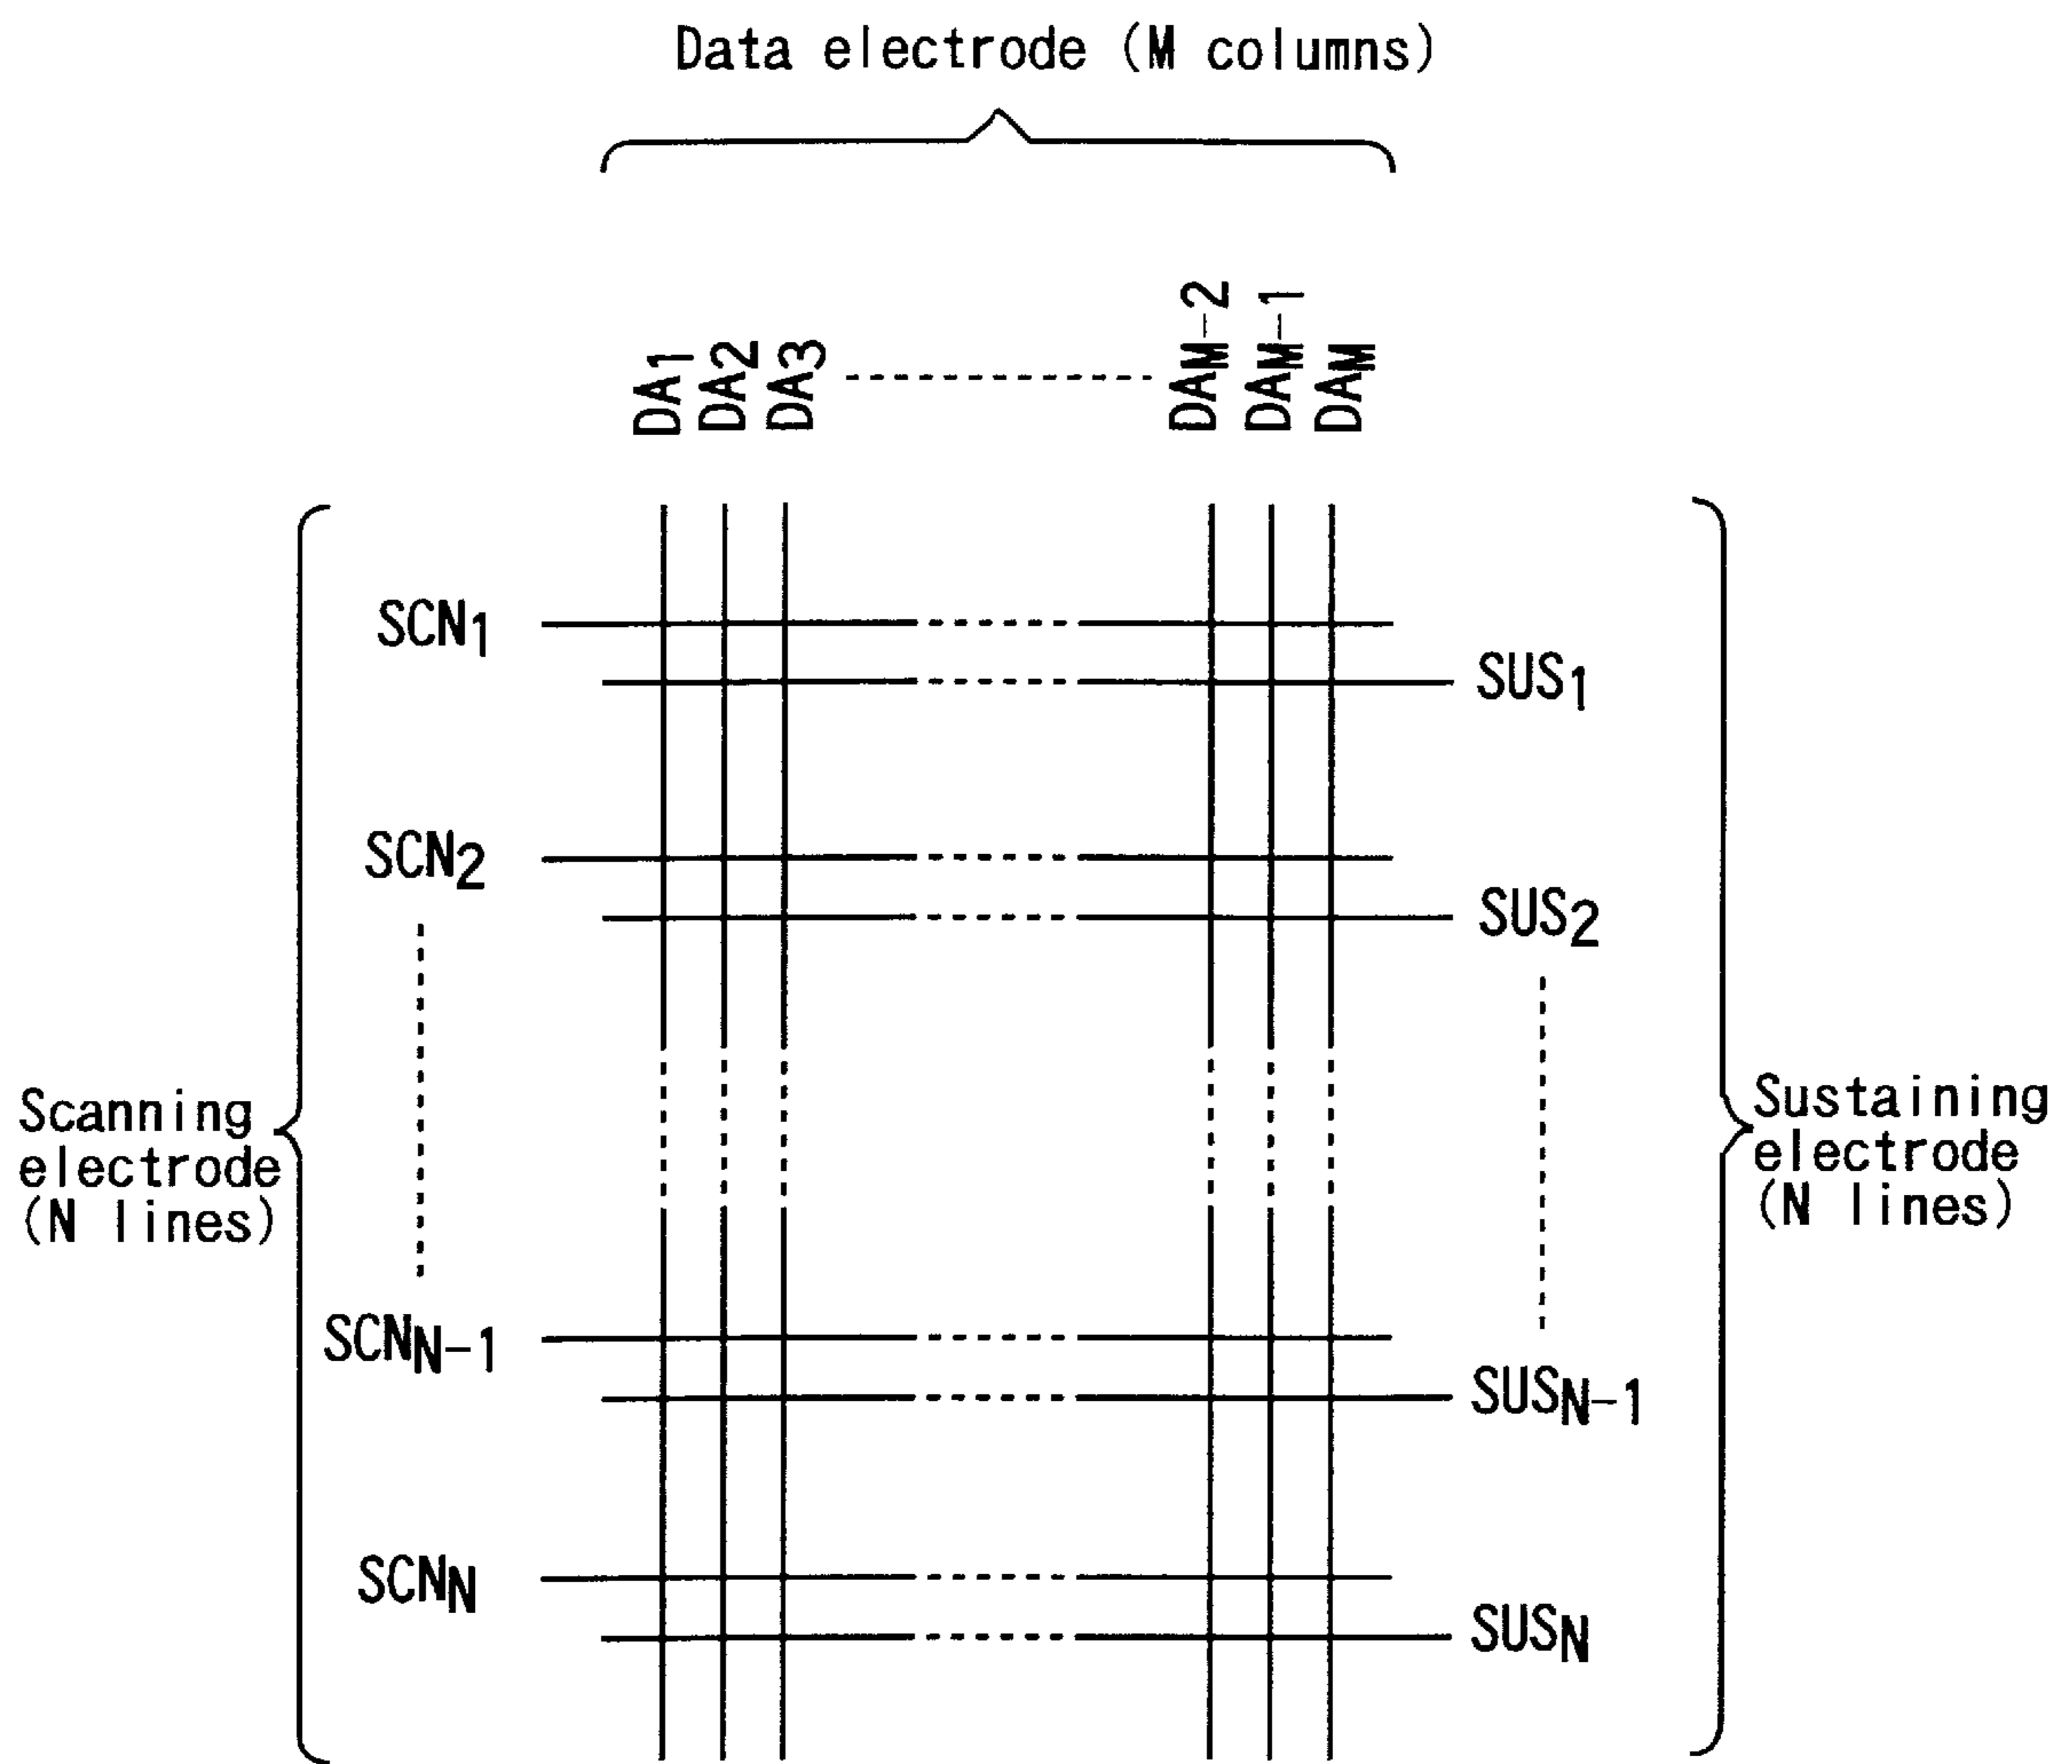 Data electrode (M columns)
DA1
DA2
DA3
DAM-2
DAM-1
DAM
SCN1
SUS1
SCN2
SUS2
Scanning
electrode
(N lines)
Sustaining
electrode
(N lines)
SCNN-1
SUSN-1
SCNN
SUSN